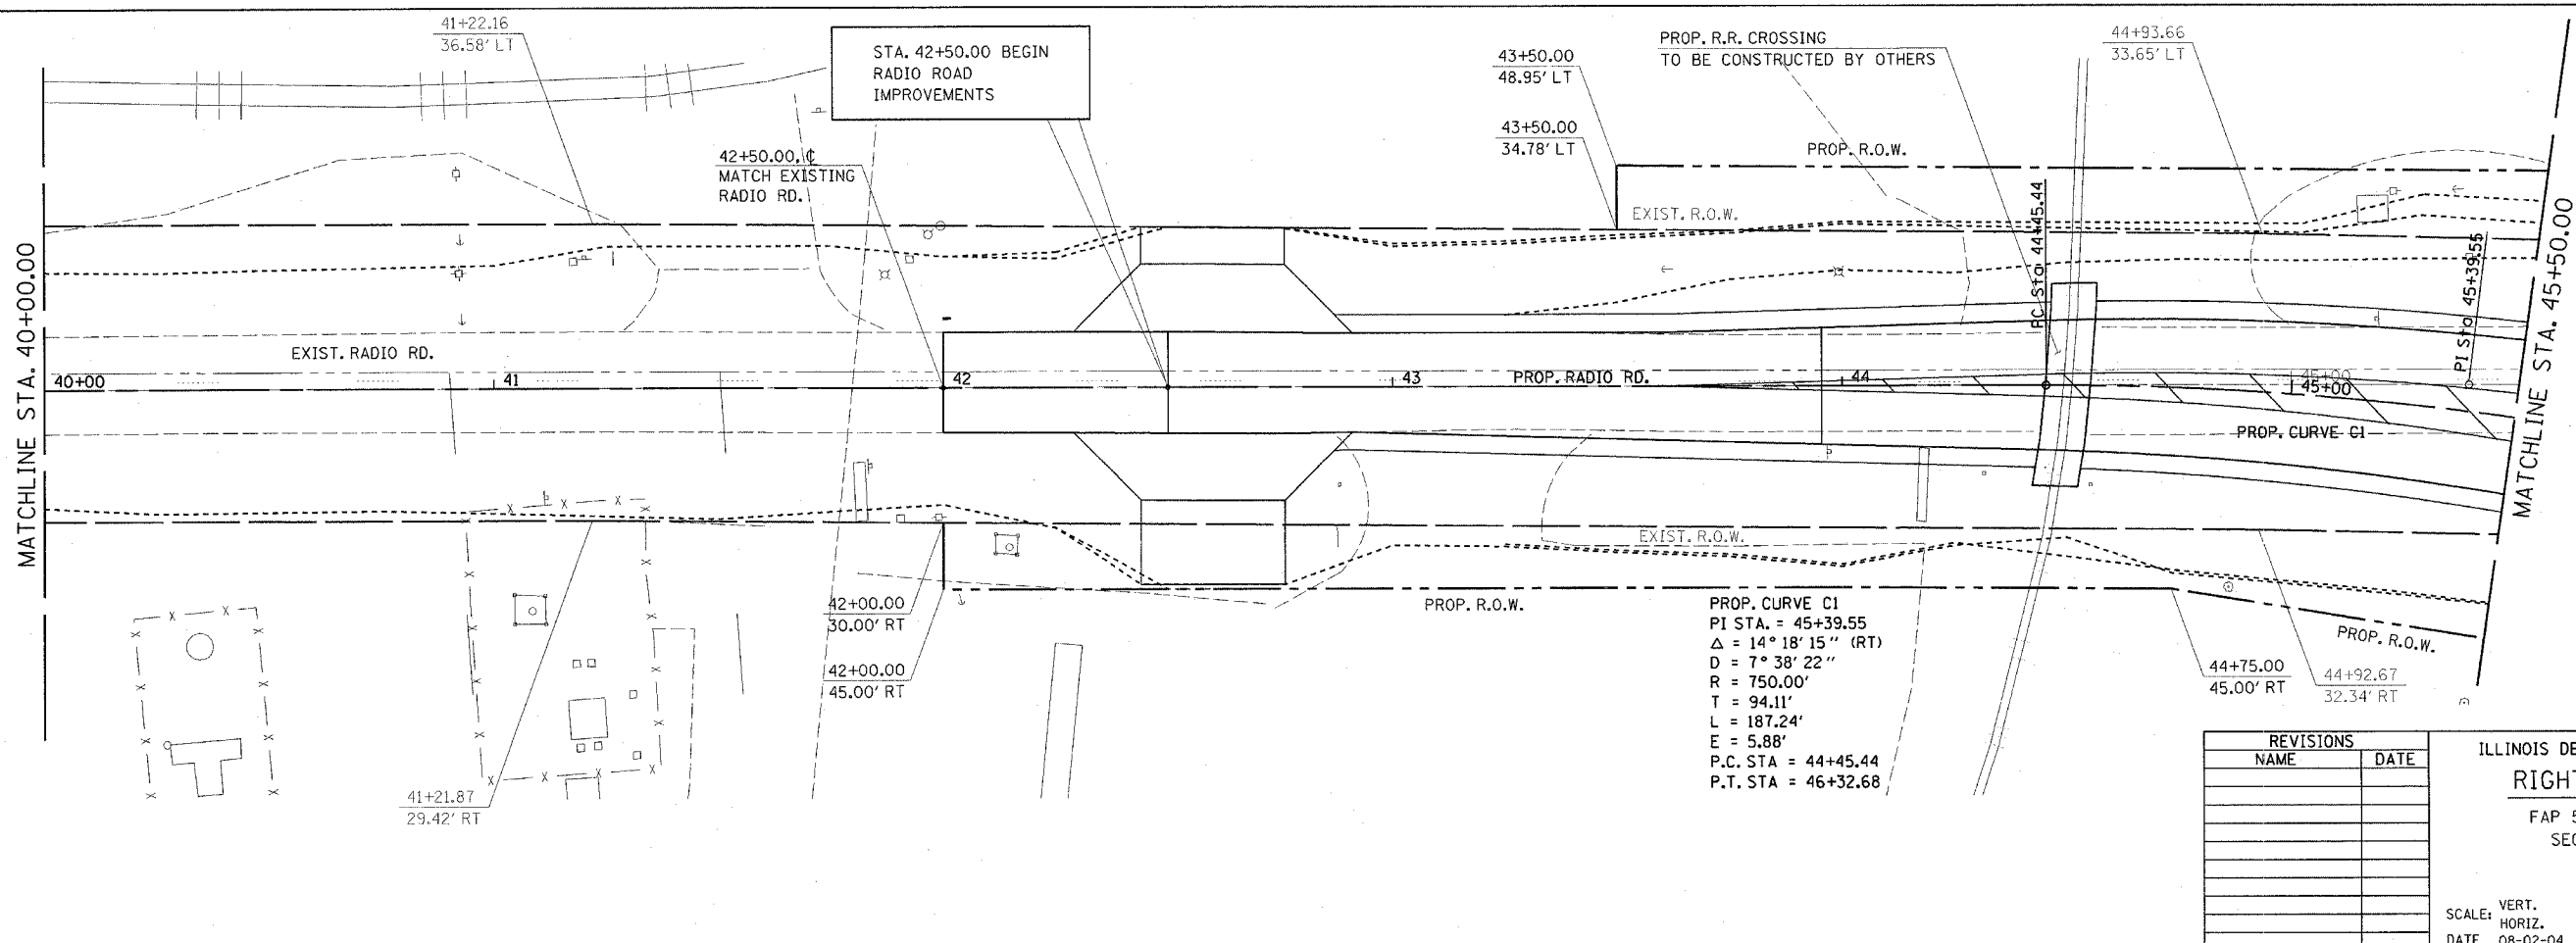 41+22.16
36.58' LT
STA. 42+50.00 BEGIN
RADIO ROAD
IMPROVEMENTS
43+50.00
48.95' LT
PROP. R.R. CROSSING
TO BE CONSTRUCTED BY OTHERS
44+93.66
33.65' LT
43+50.00
34.78' LT
42+50.00, ℄
MATCH EXISTING
RADIO RD.
PROP. R.O.W.
EXIST. R.O.W.
PC Sta 44+45.44
PI Sta 45+39.55
MATCHLINE STA. 40+00.00
MATCHLINE STA. 45+50.00
EXIST. RADIO RD.
40+00
41
42
43
PROP. RADIO RD.
44
45+00
45+00
PROP. CURVE C1
EXIST. R.O.W.
42+00.00
30.00' RT
PROP. R.O.W.
42+00.00
45.00' RT
PROP. CURVE C1
PI STA. = 45+39.55
Δ = 14° 18' 15" (RT)
D = 7° 38' 22"
R = 750.00'
T = 94.11'
L = 187.24'
E = 5.88'
P.C. STA = 44+45.44
P.T. STA = 46+32.68
PROP. R.O.W.
44+75.00
45.00' RT
44+92.67
32.34' RT
41+21.87
29.42' RT
REVISIONS
NAME DATE
ILLINOIS DE
RIGHT
FAP 5
SEC
SCALE: VERT.
HORIZ.
DATE 08-02-04